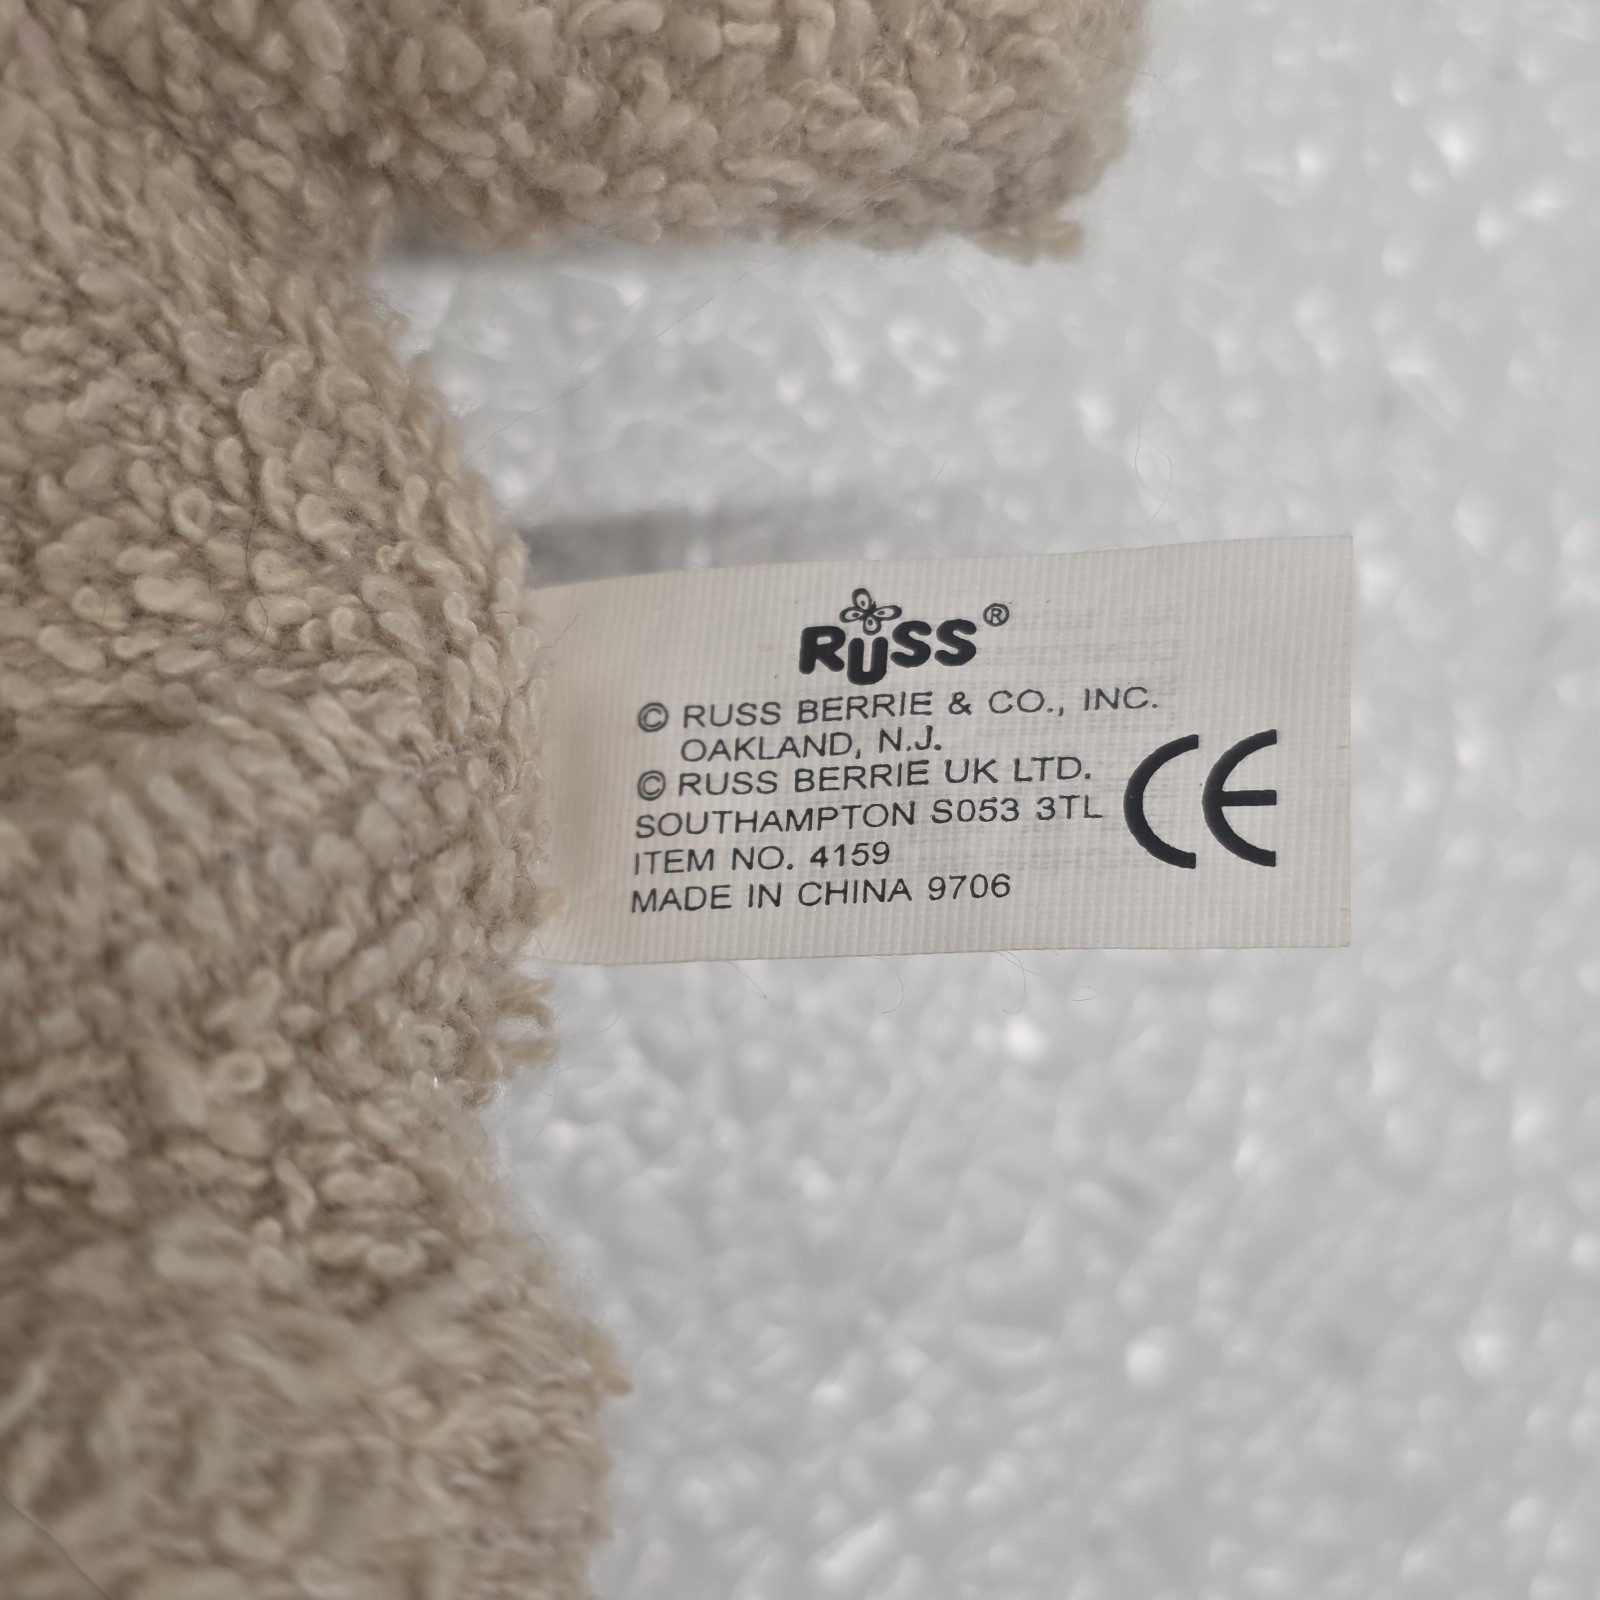 RUSS ®
© RUSS BERRIE & CO., INC.
OAKLAND, N.J.
© RUSS BERRIE UK LTD.
SOUTHAMPTON S053 3TL
ITEM NO. 4159
MADE IN CHINA 9706
CE